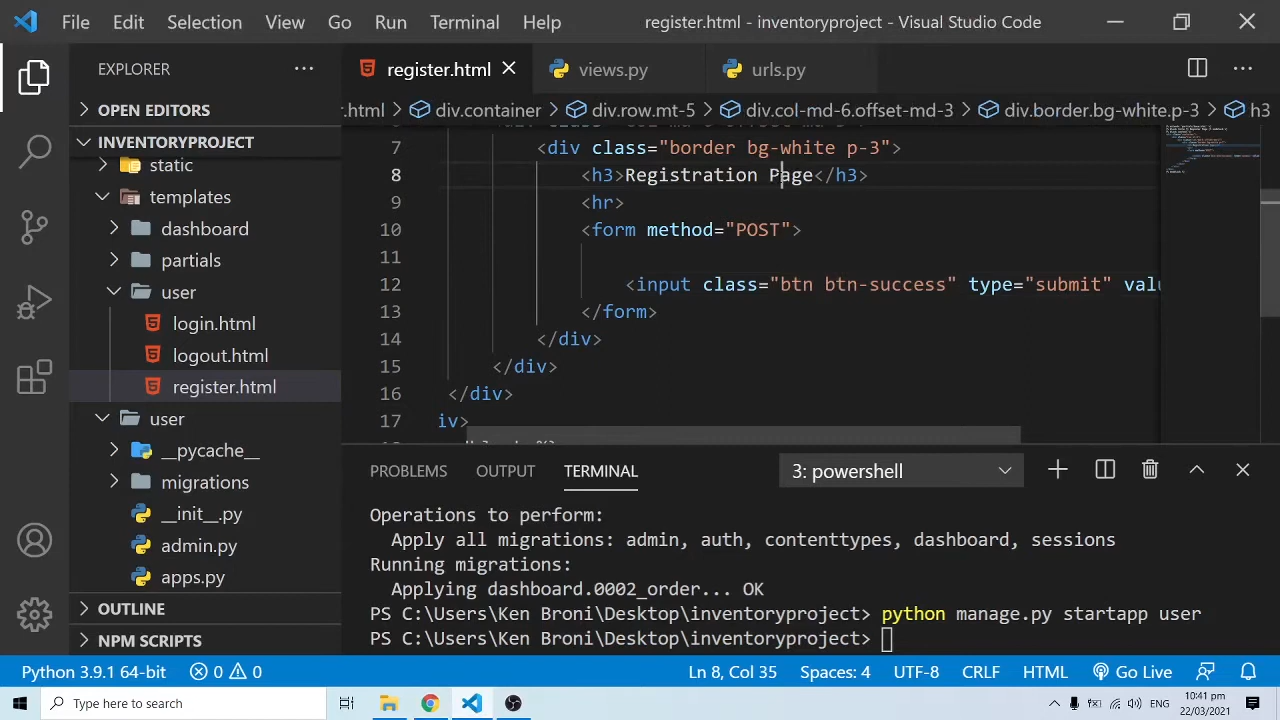 File Edit Selection View Go Run Terminal Help register.html - inventoryproject - Visual Studio Code
EXPLORER
register.html views.py urls.py
OPEN EDITORS
r.html > div.container > div.row.mt-5 > div.col-md-6.offset-md-3 > div.border.bg-white.p-3 > h3
INVENTORYPROJECT
static
templates
dashboard
partials
user
login.html
logout.html
register.html
user
__pycache__
migrations
__init__.py
admin.py
apps.py
OUTLINE
NPM SCRIPTS
7 <div class="border bg-white p-3">
8 <h3>Registration Page</h3>
9 <hr>
10 <form method="POST">
11
12 <input class="btn btn-success" type="submit" valu
13 </form>
14 </div>
15 </div>
16 </div>
17 iv>
PROBLEMS OUTPUT TERMINAL 3: powershell
Operations to perform:
Apply all migrations: admin, auth, contenttypes, dashboard, sessions
Running migrations:
Applying dashboard.0002_order... OK
PS C:\Users\Ken Broni\Desktop\inventoryproject> python manage.py startapp user
PS C:\Users\Ken Broni\Desktop\inventoryproject>
Python 3.9.1 64-bit 0 0 Ln 8, Col 35 Spaces: 4 UTF-8 CRLF HTML Go Live
Type here to search ENG 10:41 pm
22/03/2021